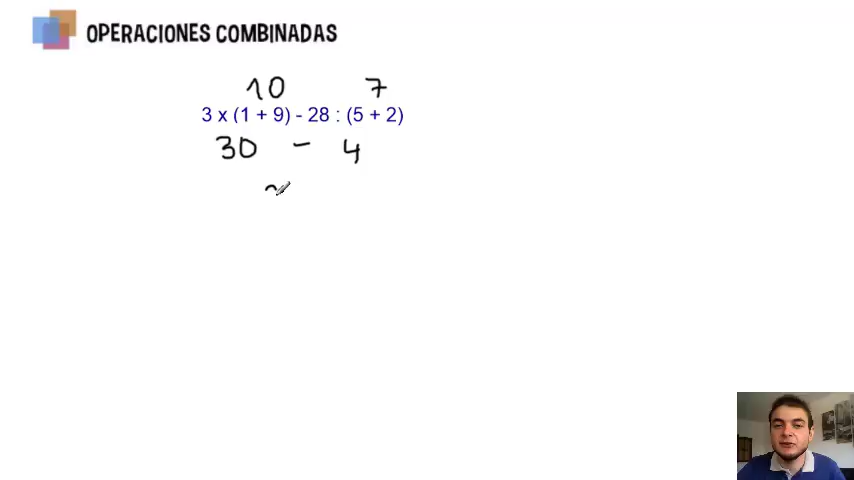 OPERACIONES COMBINADAS
10 7
3 x (1 + 9) - 28 : (5 + 2)
30 - 4